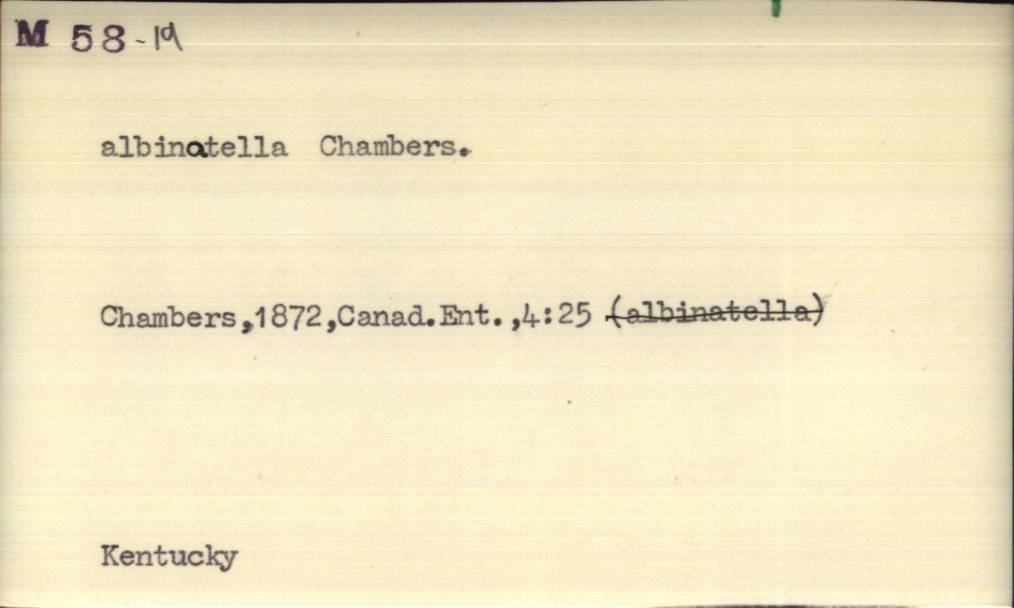 M 58-19
albinatella Chambers.
Chambers,1872,Canad.Ent.,4:25 (albinatella)
Kentucky